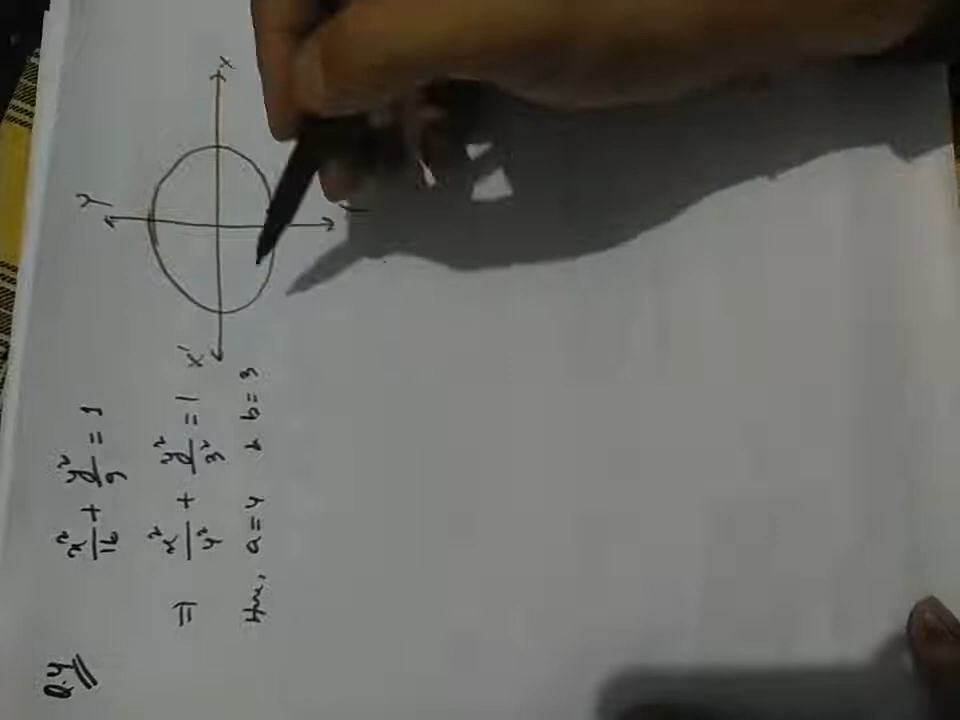 Q.4
x²/16 + y²/9 = 1
⇒ x²/4² + y²/3² = 1
Here, a=4 & b=3
Y
X' X